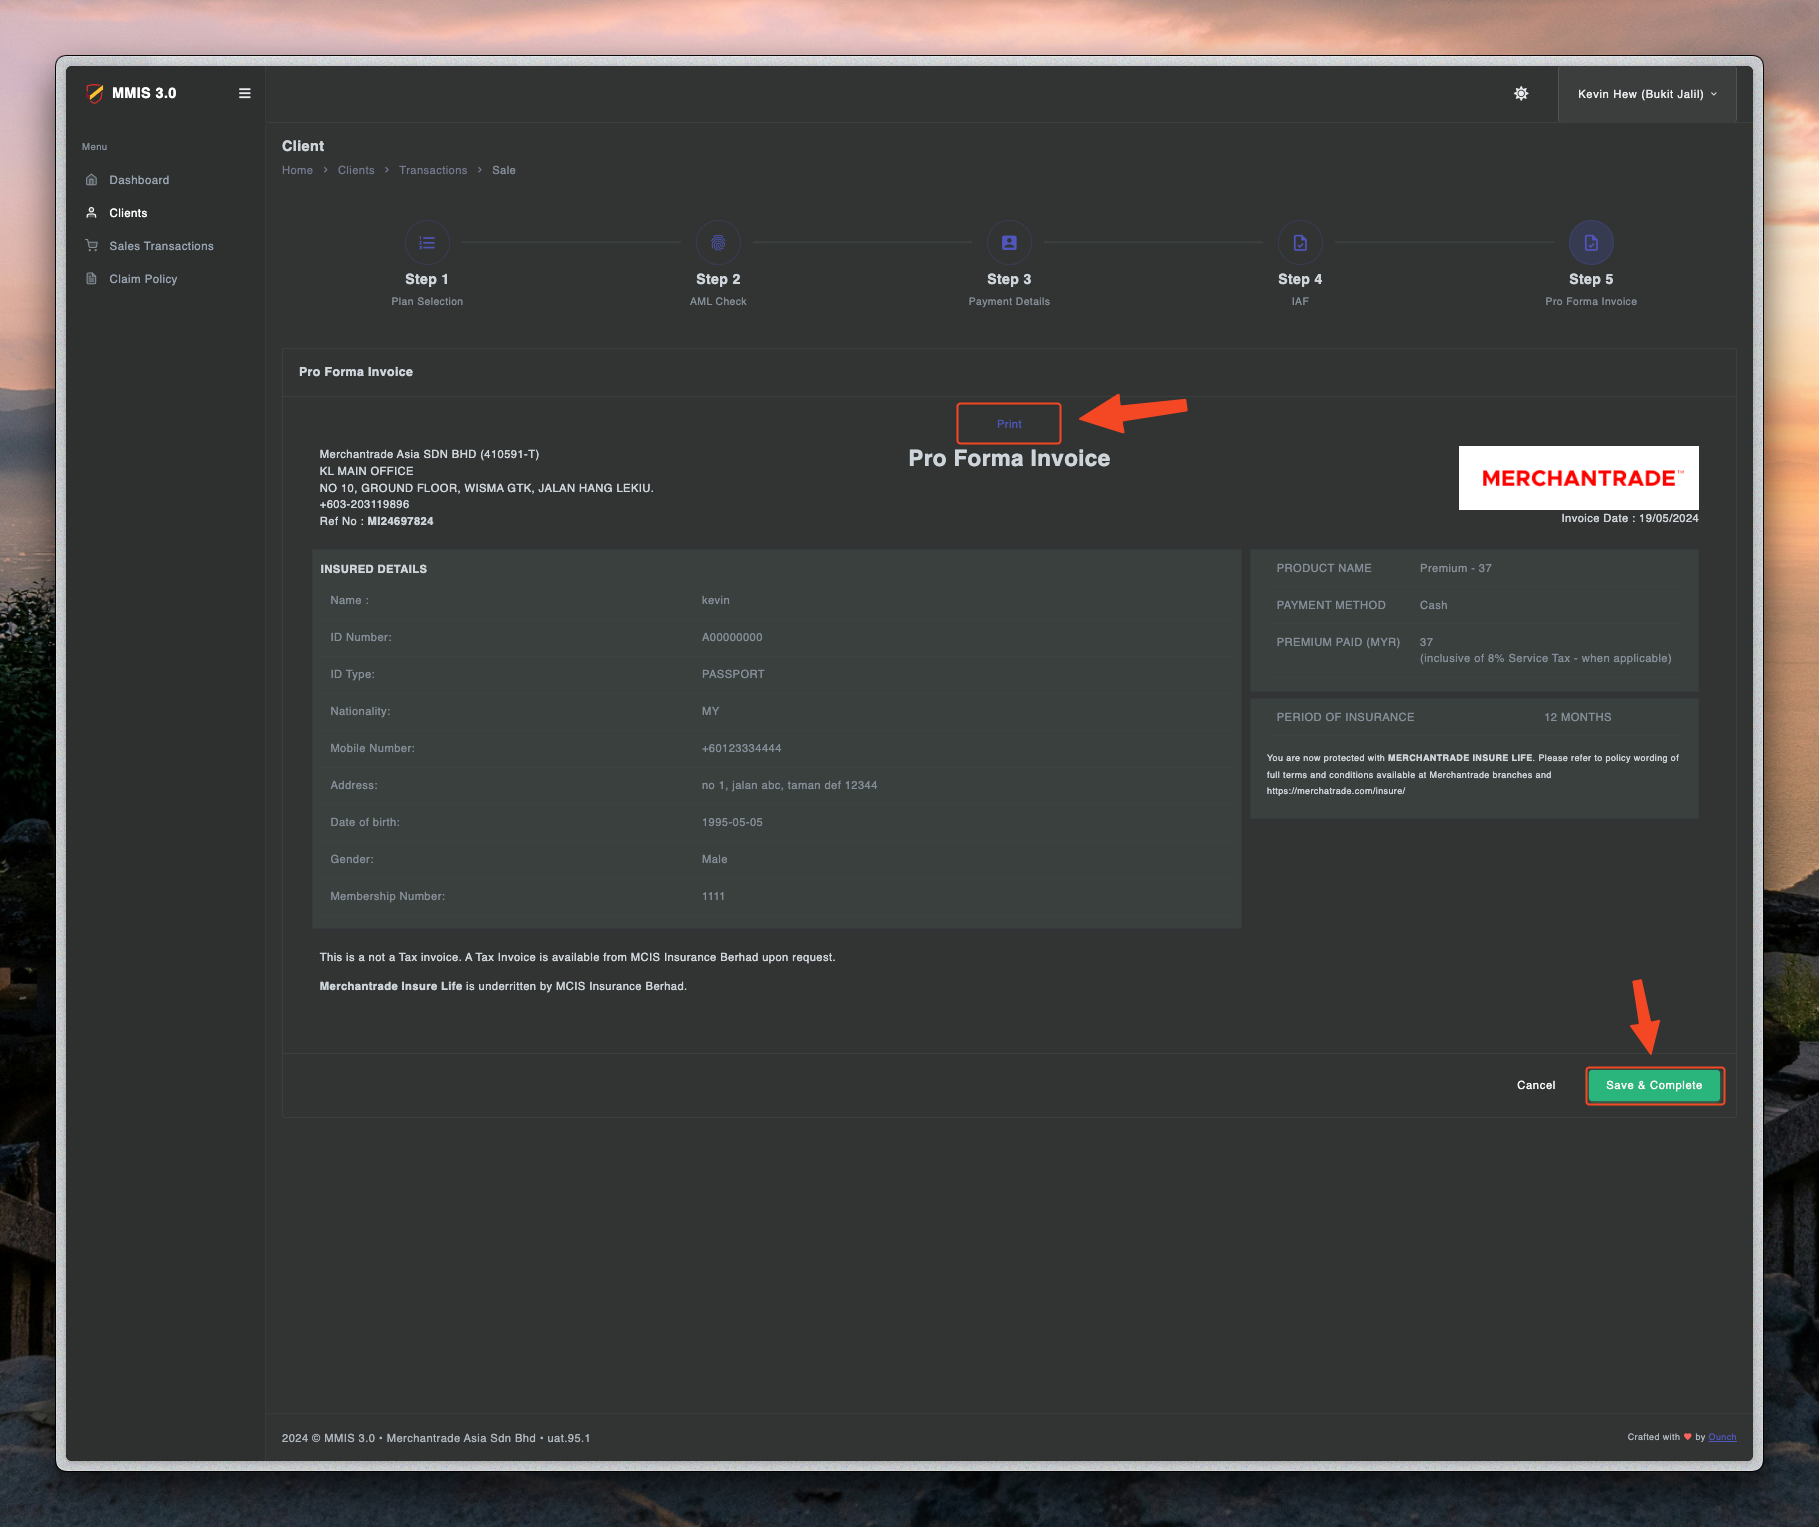 MMIS 3.0
Kevin Hew (Bukit Jalil)
Menu
Dashboard
Clients
Sales Transactions
Claim Policy
Client
Home > Clients > Transactions > Sale
Step 1
Plan Selection
Step 2
AML Check
Step 3
Payment Details
Step 4
IAF
Step 5
Pro Forma Invoice
Pro Forma Invoice
Print
Pro Forma Invoice
Merchantrade Asia SDN BHD (410591-T)
KL MAIN OFFICE
NO 10, GROUND FLOOR, WISMA GTK, JALAN HANG LEKIU.
+603-203119896
Ref No : MI24697824
MERCHANTRADE™
Invoice Date : 19/05/2024
INSURED DETAILS
Name : kevin
ID Number: A00000000
ID Type: PASSPORT
Nationality: MY
Mobile Number: +60123334444
Address: no 1, jalan abc, taman def 12344
Date of birth: 1995-05-05
Gender: Male
Membership Number: 1111
PRODUCT NAME Premium - 37
PAYMENT METHOD Cash
PREMIUM PAID (MYR) 37
(inclusive of 8% Service Tax - when applicable)
PERIOD OF INSURANCE 12 MONTHS
You are now protected with MERCHANTRADE INSURE LIFE. Please refer to policy wording of
full terms and conditions available at Merchantrade branches and
https://merchatrade.com/insure/
This is a not a Tax invoice. A Tax Invoice is available from MCIS Insurance Berhad upon request.
Merchantrade Insure Life is underritten by MCIS Insurance Berhad.
Cancel
Save & Complete
2024 © MMIS 3.0 • Merchantrade Asia Sdn Bhd • uat.95.1
Crafted with ♥ by Ounch